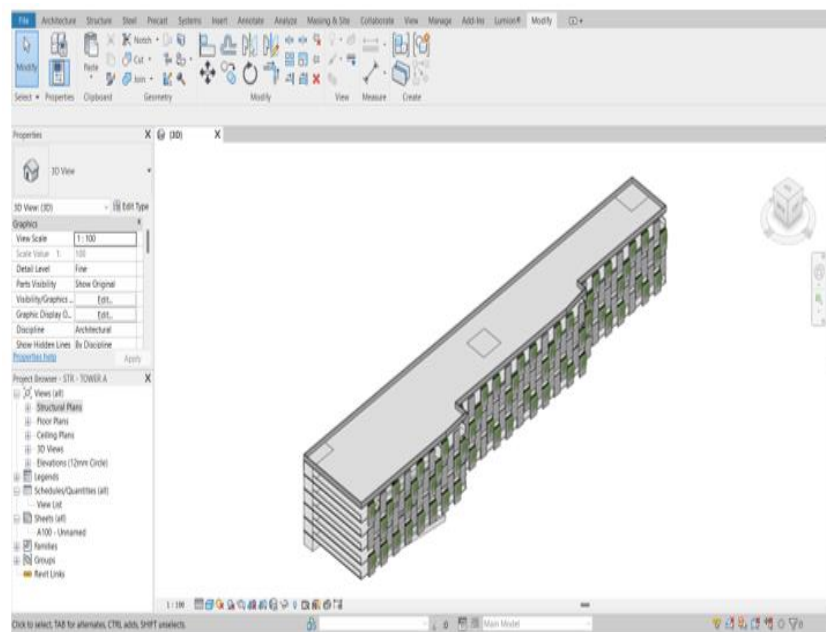 File Architecture Structure Steel Precart Systems Insert Annotate Analyze Massing & Site Collaborate View Manage Add-Ins Lumion® Modify
Modify Paste Notch Cut Join
Select Properties Clipboard Geometry Modify View Measure Create
Properties X (3D) X
3D View
3D View: (3D) Edit Type
Graphics
View Scale 1 : 100
Scale Value 1: 100
Detail Level Fine
Parts Visibility Show Original
Visibility/Graphics ... Edit...
Graphic Display O... Edit...
Discipline Architectural
Show Hidden Lines By Discipline
Properties help Apply
Project Browser - STR - TOWER A X
Views (all)
Structural Plans
Floor Plans
Ceiling Plans
3D Views
Elevations (12mm Circle)
Legends
Schedules/Quantities (all)
View List
Sheets (all)
A100 - Unnamed
Families
Groups
Revit Links
1 : 100
Click to select, TAB for alternates, CTRL adds, SHIFT unselects. Main Model